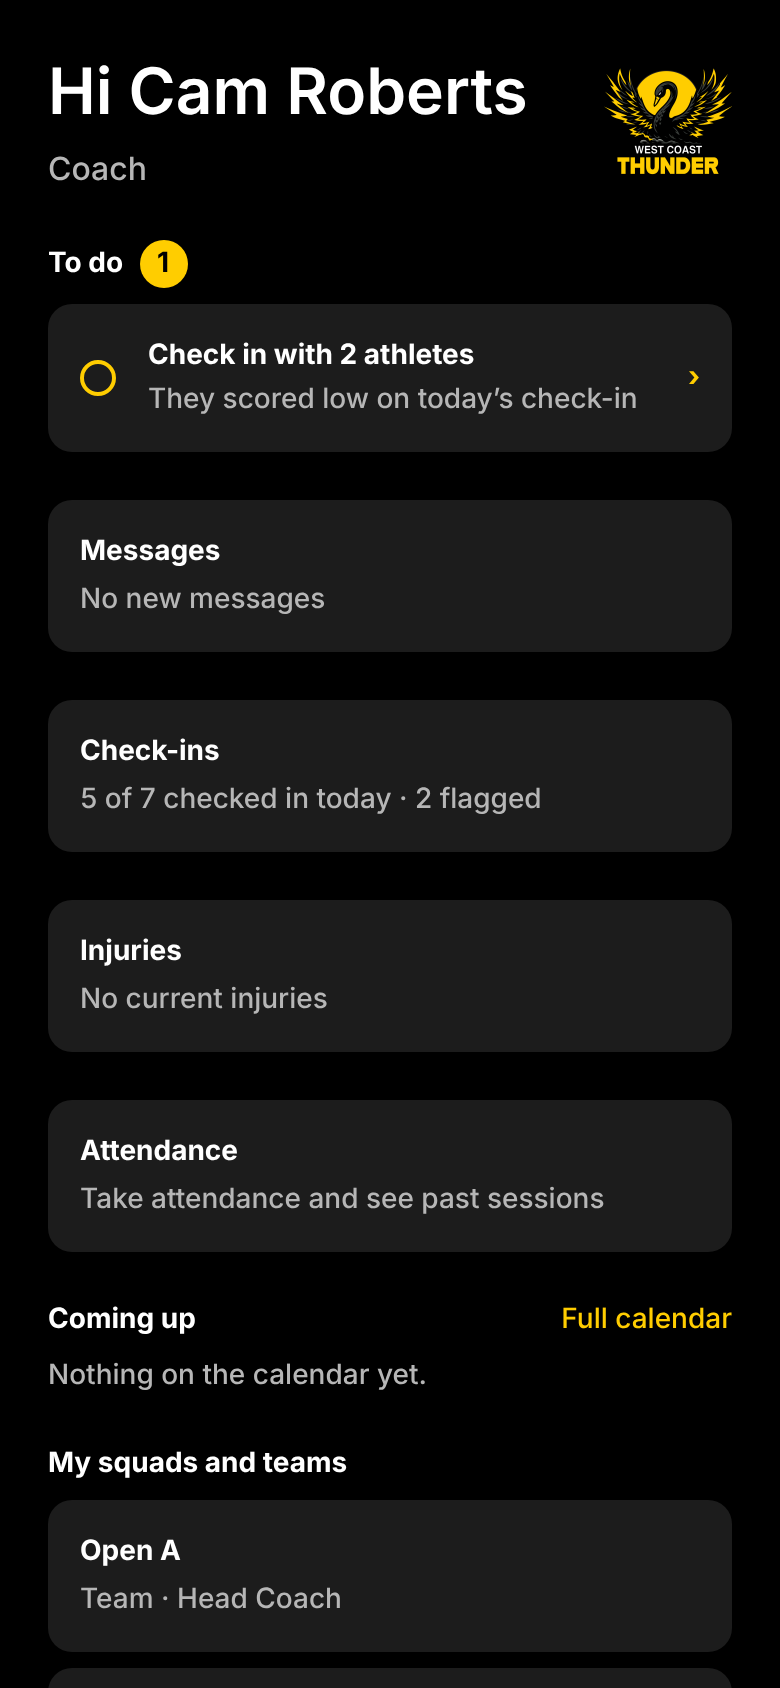 Hi Cam Roberts
Coach
WEST COAST
THUNDER
To do 1
Check in with 2 athletes
They scored low on today’s check-in
›
Messages
No new messages
Check-ins
5 of 7 checked in today · 2 flagged
Injuries
No current injuries
Attendance
Take attendance and see past sessions
Coming up
Full calendar
Nothing on the calendar yet.
My squads and teams
Open A
Team · Head Coach